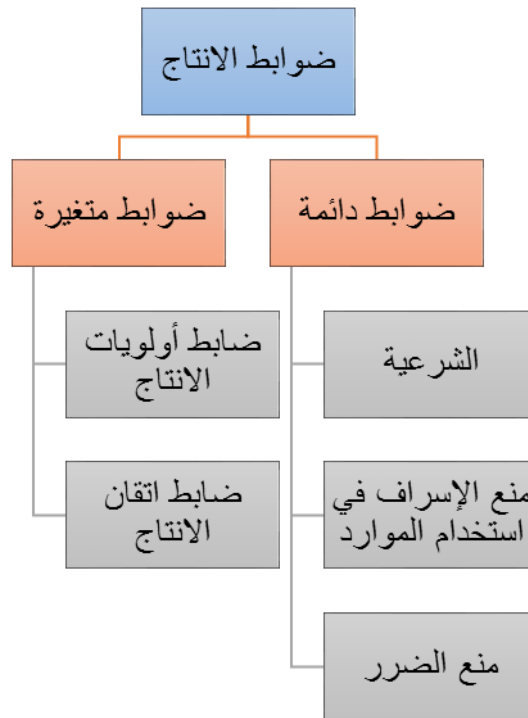 ضوابط الانتاج
ضوابط دائمة
ضوابط متغيرة
الشرعية
منع الإسراف في
استخدام الموارد
منع الضرر
ضابط أولويات
الانتاج
ضابط اتقان
الانتاج